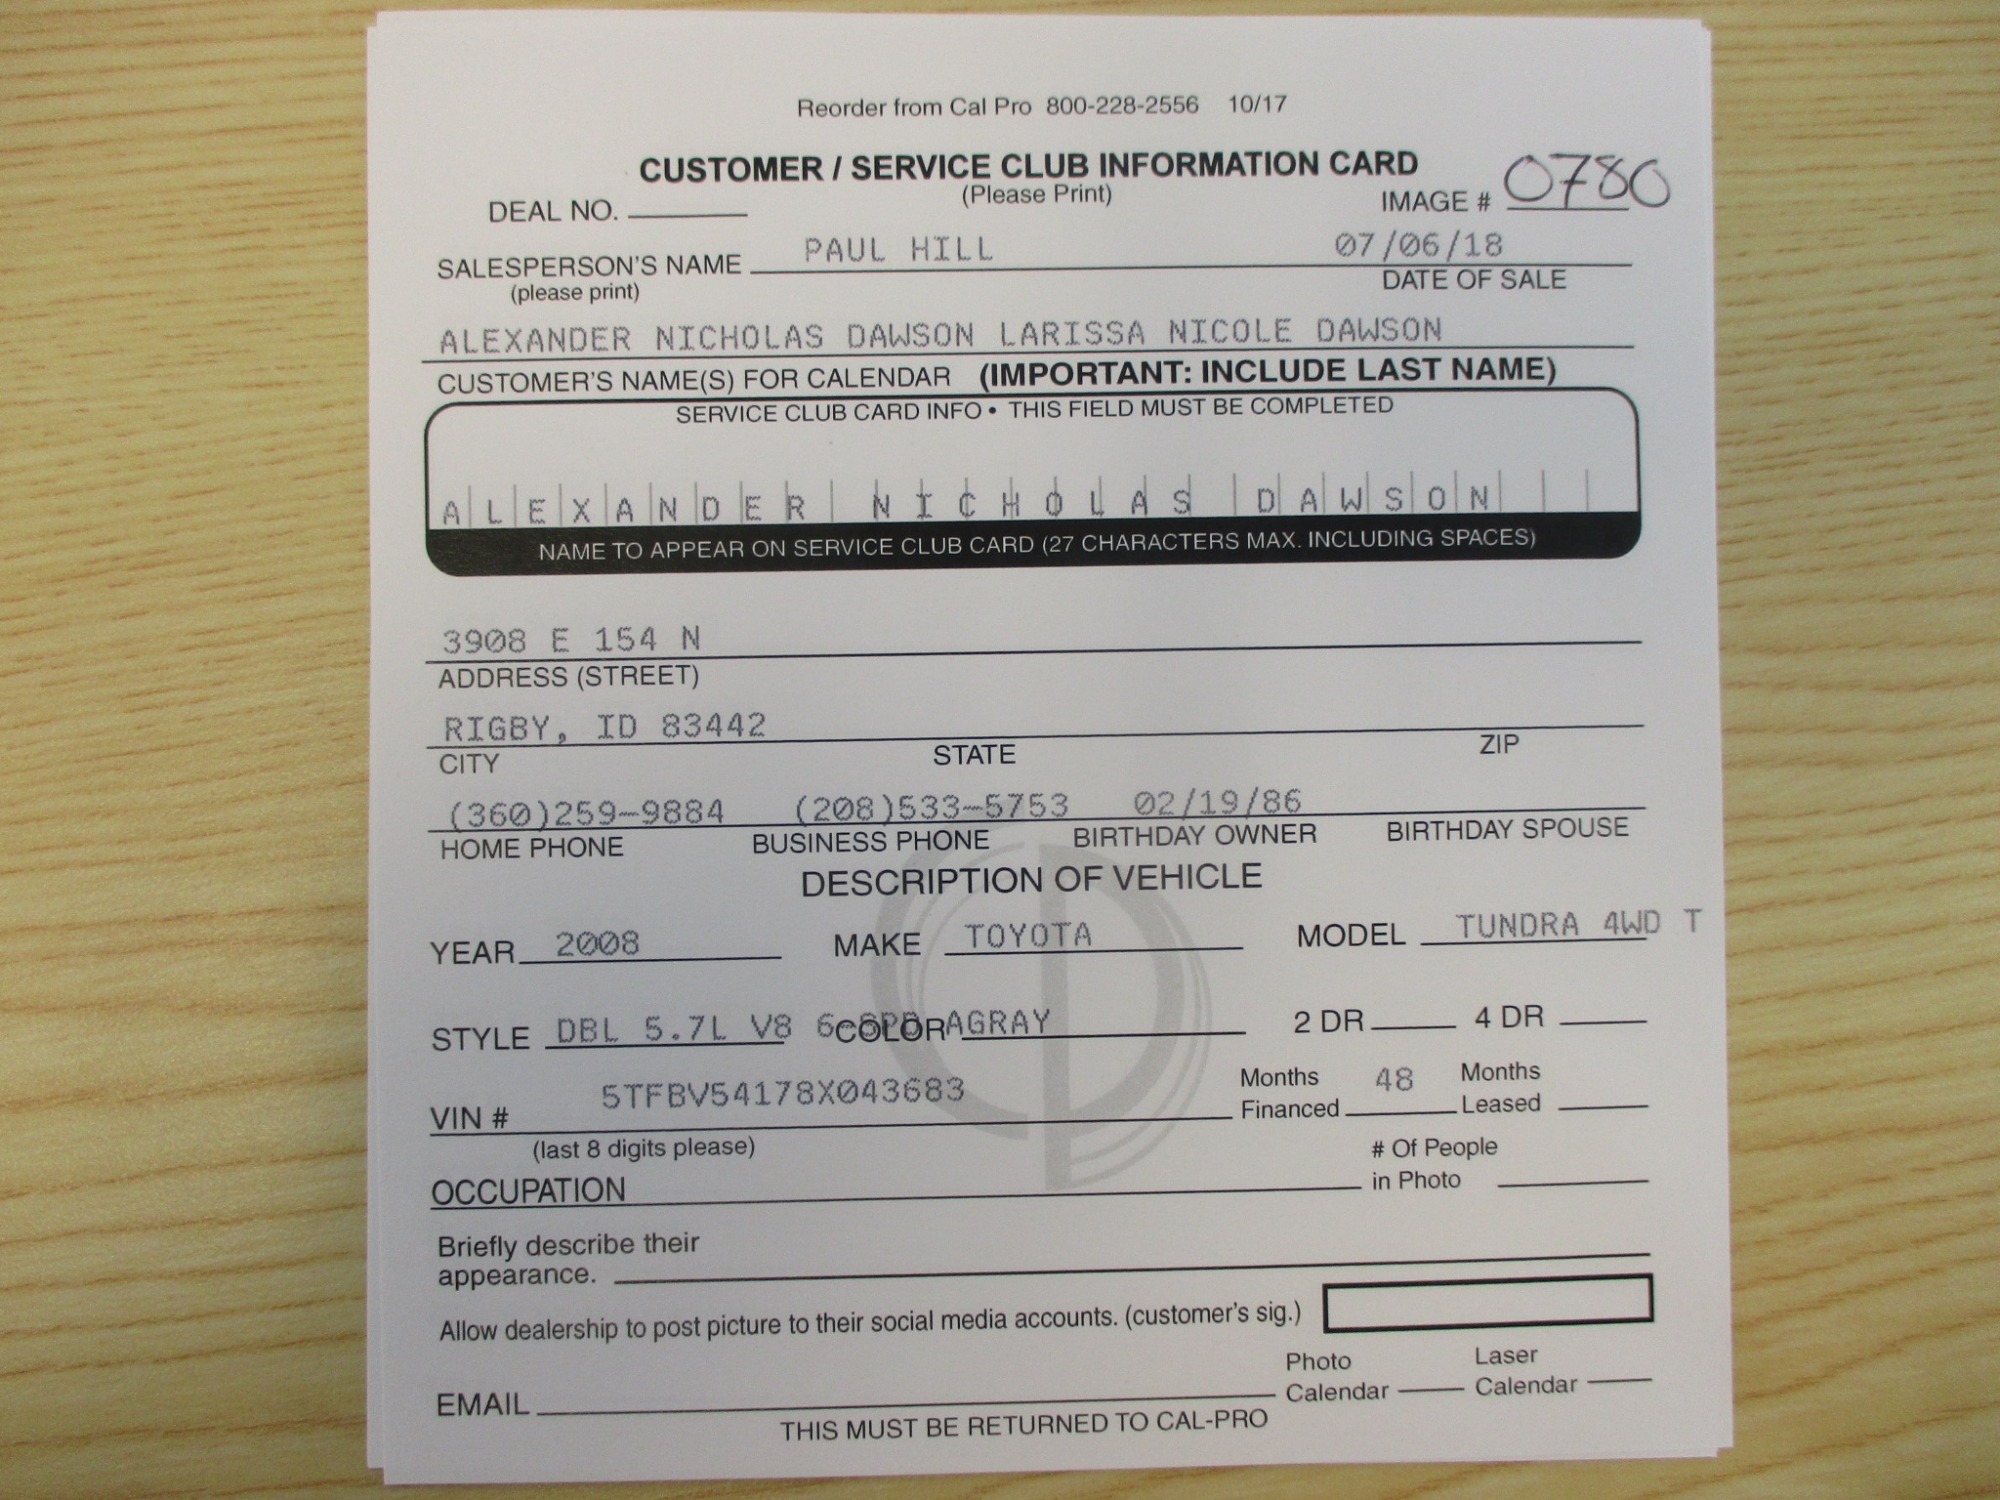 Reorder from Cal Pro 800-228-2556 10/17
CUSTOMER / SERVICE CLUB INFORMATION CARD
(Please Print)
DEAL NO.
IMAGE # 0780
SALESPERSON'S NAME PAUL HILL 07/06/18
(please print) DATE OF SALE
ALEXANDER NICHOLAS DAWSON LARISSA NICOLE DAWSON
CUSTOMER'S NAME(S) FOR CALENDAR (IMPORTANT: INCLUDE LAST NAME)
SERVICE CLUB CARD INFO • THIS FIELD MUST BE COMPLETED
ALEXANDER NICHOLAS DAWSON
NAME TO APPEAR ON SERVICE CLUB CARD (27 CHARACTERS MAX. INCLUDING SPACES)
3908 E 154 N
ADDRESS (STREET)
RIGBY, ID 83442
CITY STATE ZIP
(360)259-9884 (208)533-5753 02/19/86
HOME PHONE BUSINESS PHONE BIRTHDAY OWNER BIRTHDAY SPOUSE
DESCRIPTION OF VEHICLE
YEAR 2008 MAKE TOYOTA MODEL TUNDRA 4WD T
STYLE DBL 5.7L V8 COLOR GRAY 2 DR 4 DR
VIN # 5TFBV54178X043683
Months Financed 48 Months Leased
(last 8 digits please)
OCCUPATION
# Of People in Photo
Briefly describe their
appearance.
Allow dealership to post picture to their social media accounts. (customer's sig.)
EMAIL
Photo Calendar Laser Calendar
THIS MUST BE RETURNED TO CAL-PRO